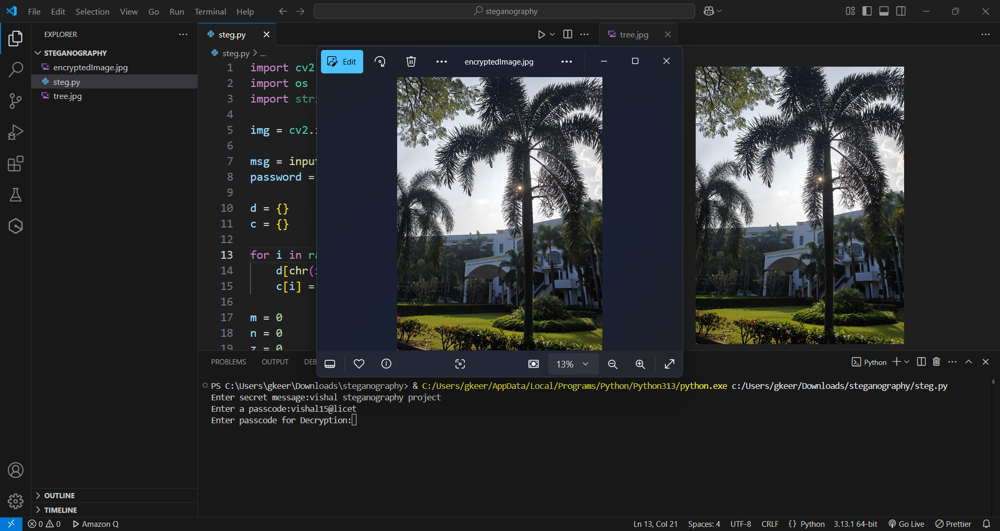 File Edit Selection View Go Run Terminal Help
steganography
EXPLORER
STEGANOGRAPHY
encryptedImage.jpg
steg.py
tree.jpg
OUTLINE
TIMELINE
steg.py
tree.jpg
steg.py > ...
1 import cv2
2 import os
3 import stri
4
5 img = cv2.i
6
7 msg = input
8 password =
9
10 d = {}
11 c = {}
12
13 for i in ra
14 d[chr(i
15 c[i] =
16
17 m = 0
18 n = 0
19 z = 0
Edit
encryptedImage.jpg
13%
PROBLEMS OUTPUT DEB
Python
PS C:\Users\gkeer\Downloads\steganography> & C:/Users/gkeer/AppData/Local/Programs/Python/Python313/python.exe c:/Users/gkeer/Downloads/steganography/steg.py
Enter secret message:vishal steganography project
Enter a passcode:vishal15@licet
Enter passcode for Decryption:
0 0 Amazon Q
Ln 13, Col 21 Spaces: 4 UTF-8 CRLF {} Python 3.13.1 64-bit Go Live Prettier